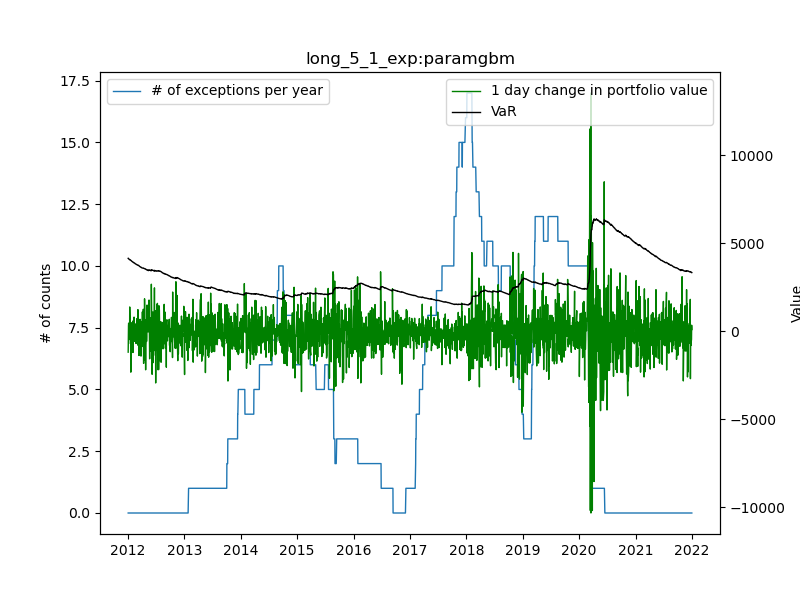 long_5_1_exp:paramgbm
# of exceptions per year
1 day change in portfolio value
VaR
17.5
15.0
12.5
10.0
7.5
5.0
2.5
0.0
# of counts
10000
5000
0
−5000
−10000
Value
2012 2013 2014 2015 2016 2017 2018 2019 2020 2021 2022